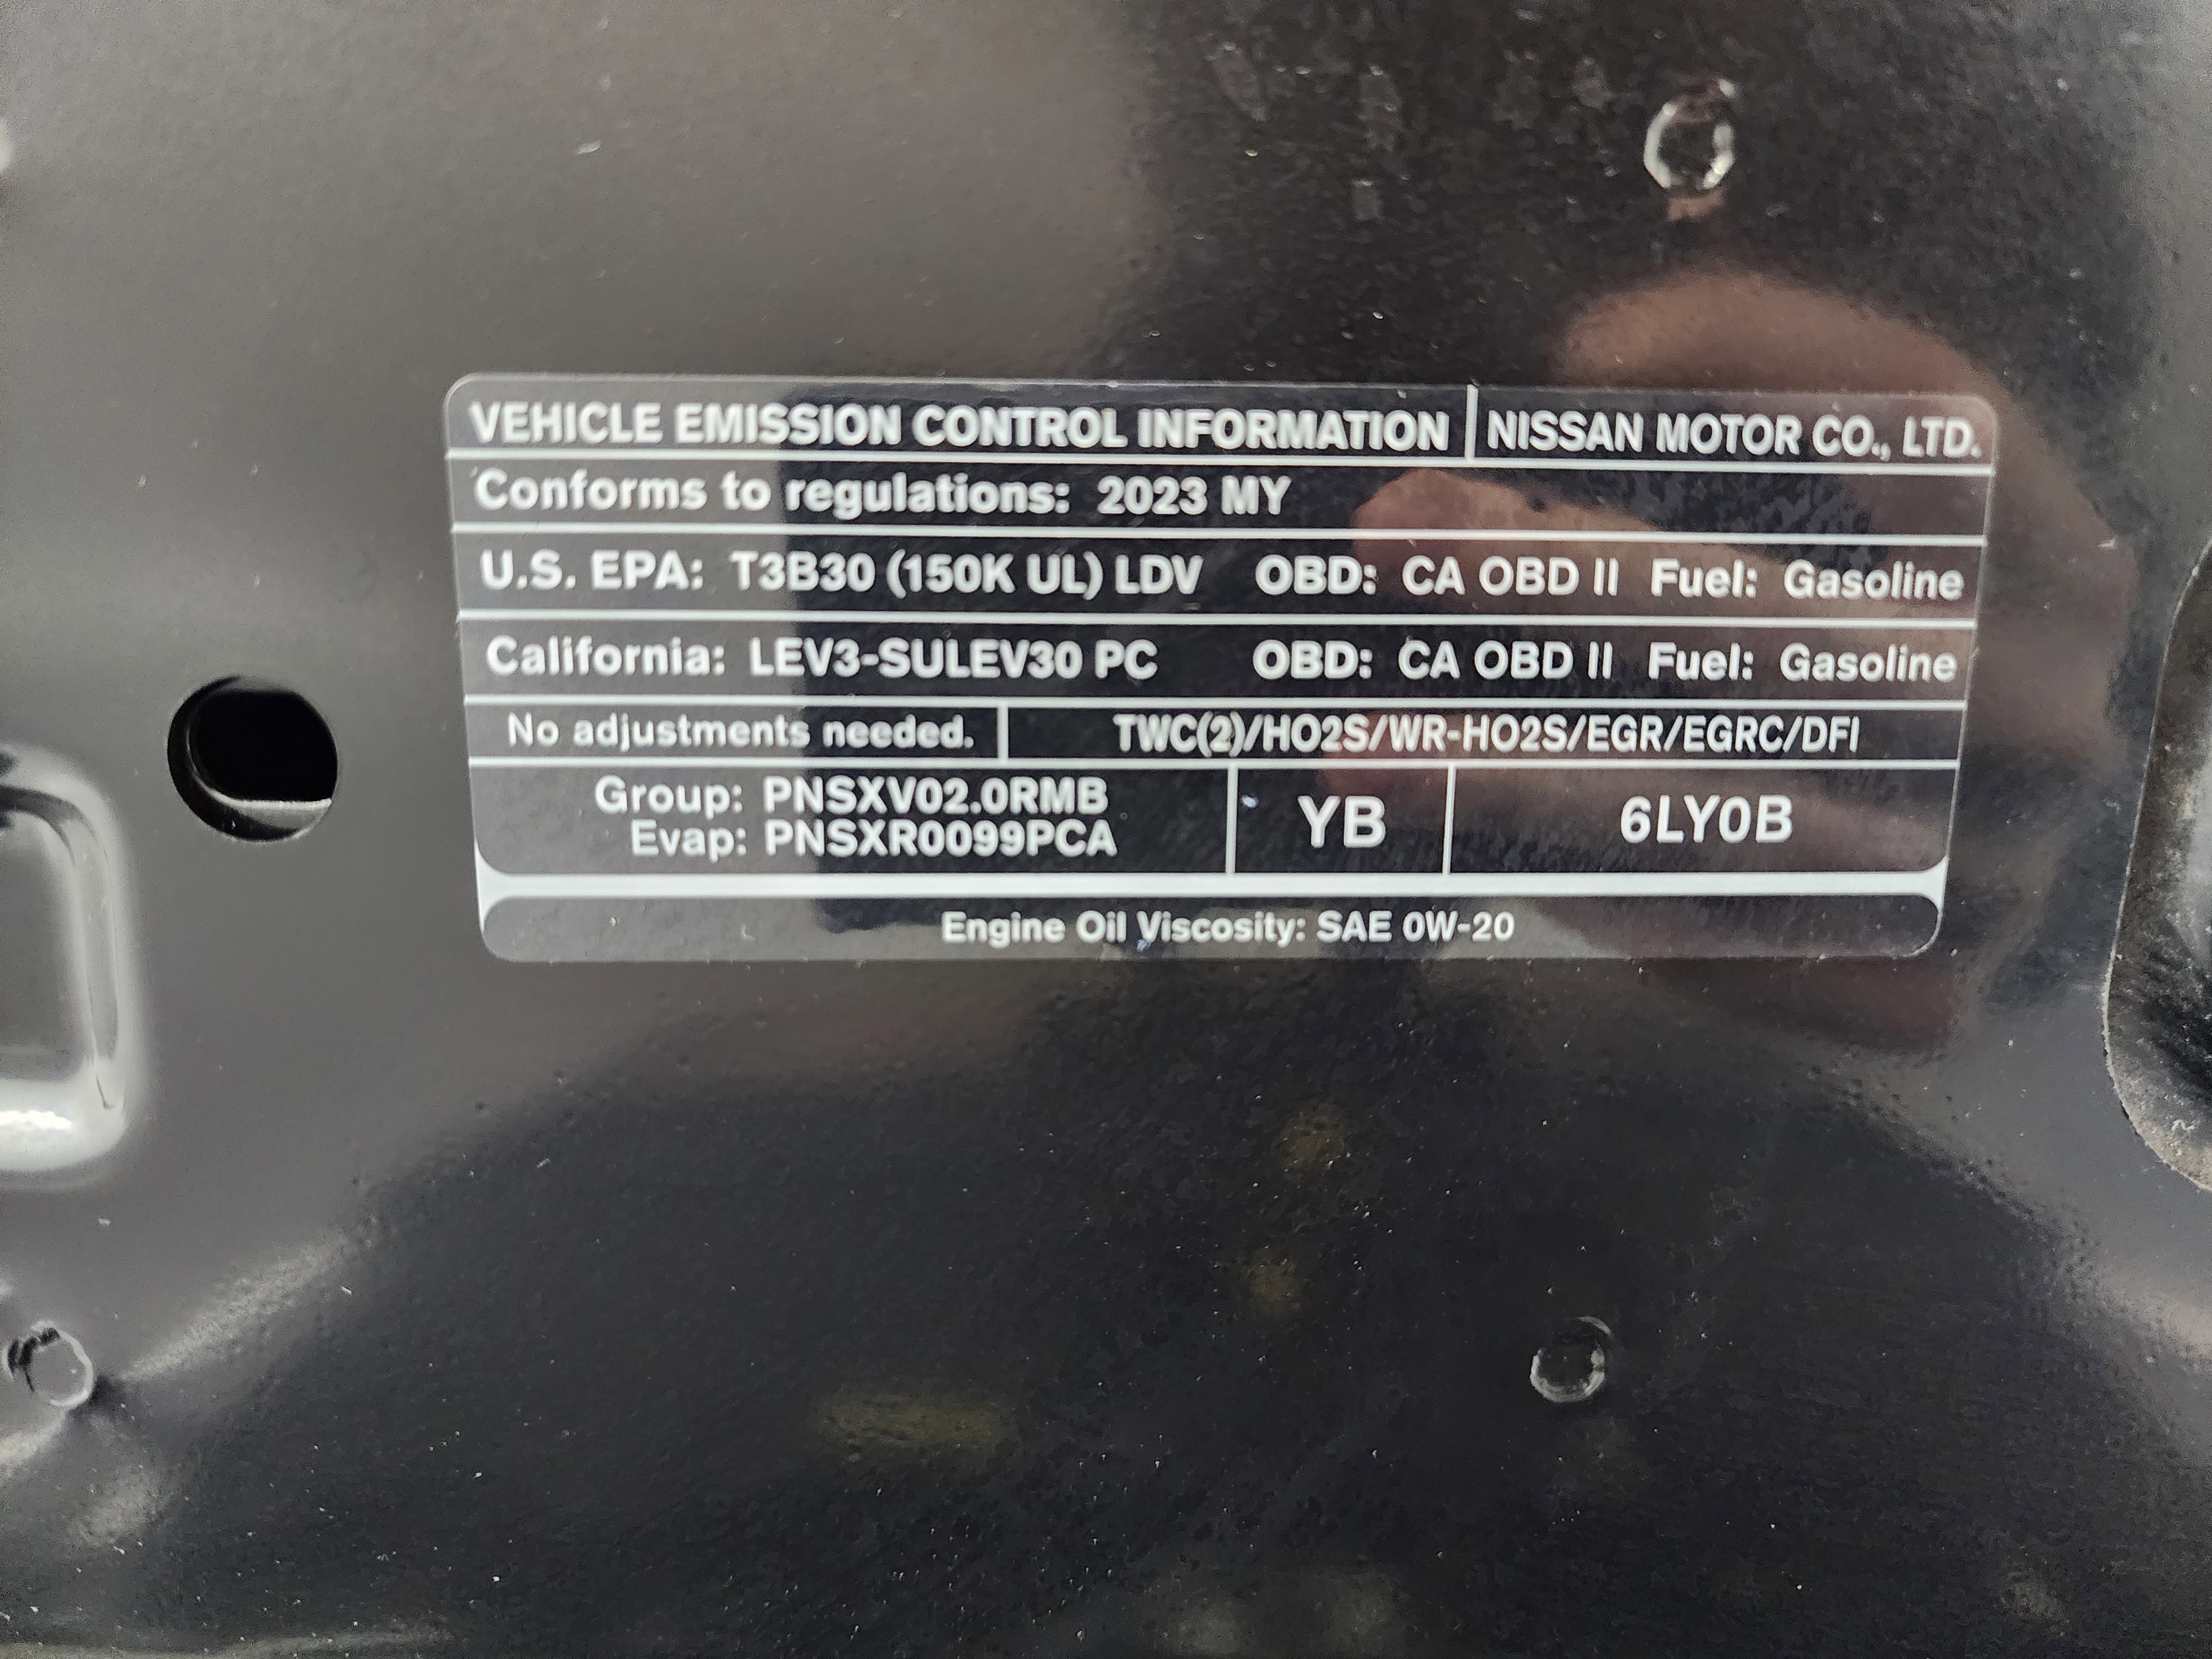 VEHICLE EMISSION CONTROL INFORMATION NISSAN MOTOR CO., LTD.
Conforms to regulations: 2023 MY
U.S. EPA: T3B30 (150K UL) LDV OBD: CA OBD II Fuel: Gasoline
California: LEV3-SULEV30 PC OBD: CA OBD II Fuel: Gasoline
No adjustments needed. TWC(2)/HO2S/WR-HO2S/EGR/EGRC/DFI
Group: PNSXV02.0RMB
Evap: PNSXR0099PCA
YB
6LY0B
Engine Oil Viscosity: SAE 0W-20